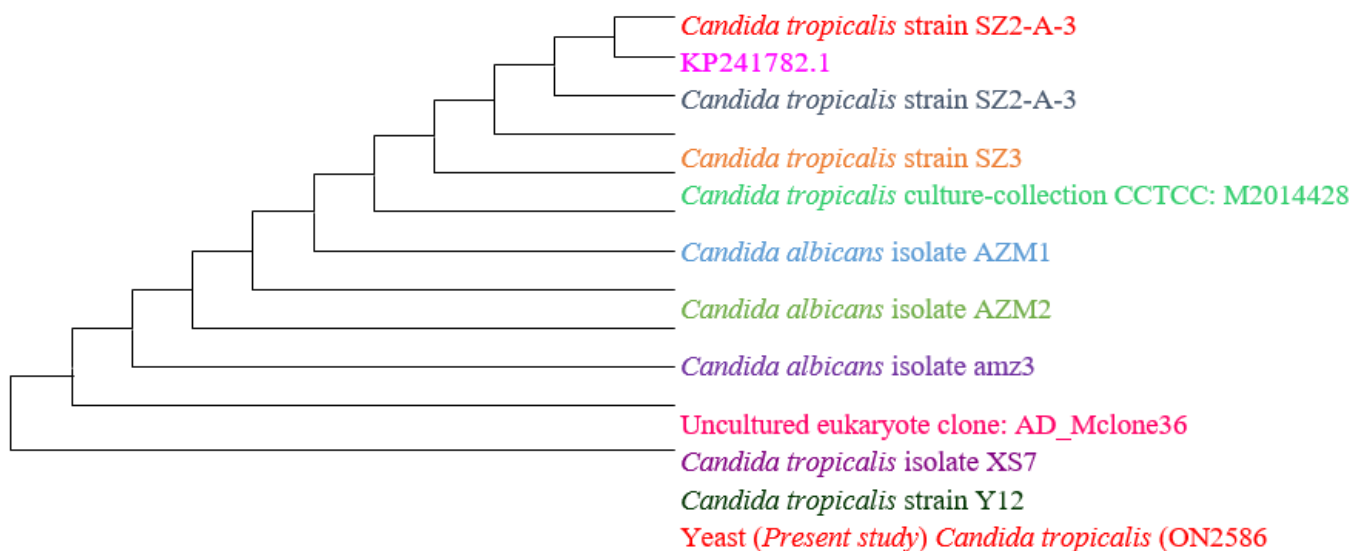 Candida tropicalis strain SZ2-A-3
KP241782.1
Candida tropicalis strain SZ2-A-3
Candida tropicalis strain SZ3
Candida tropicalis culture-collection CCTCC: M2014428
Candida albicans isolate AZM1
Candida albicans isolate AZM2
Candida albicans isolate amz3
Uncultured eukaryote clone: AD_Mclone36
Candida tropicalis isolate XS7
Candida tropicalis strain Y12
Yeast (Present study) Candida tropicalis (ON2586